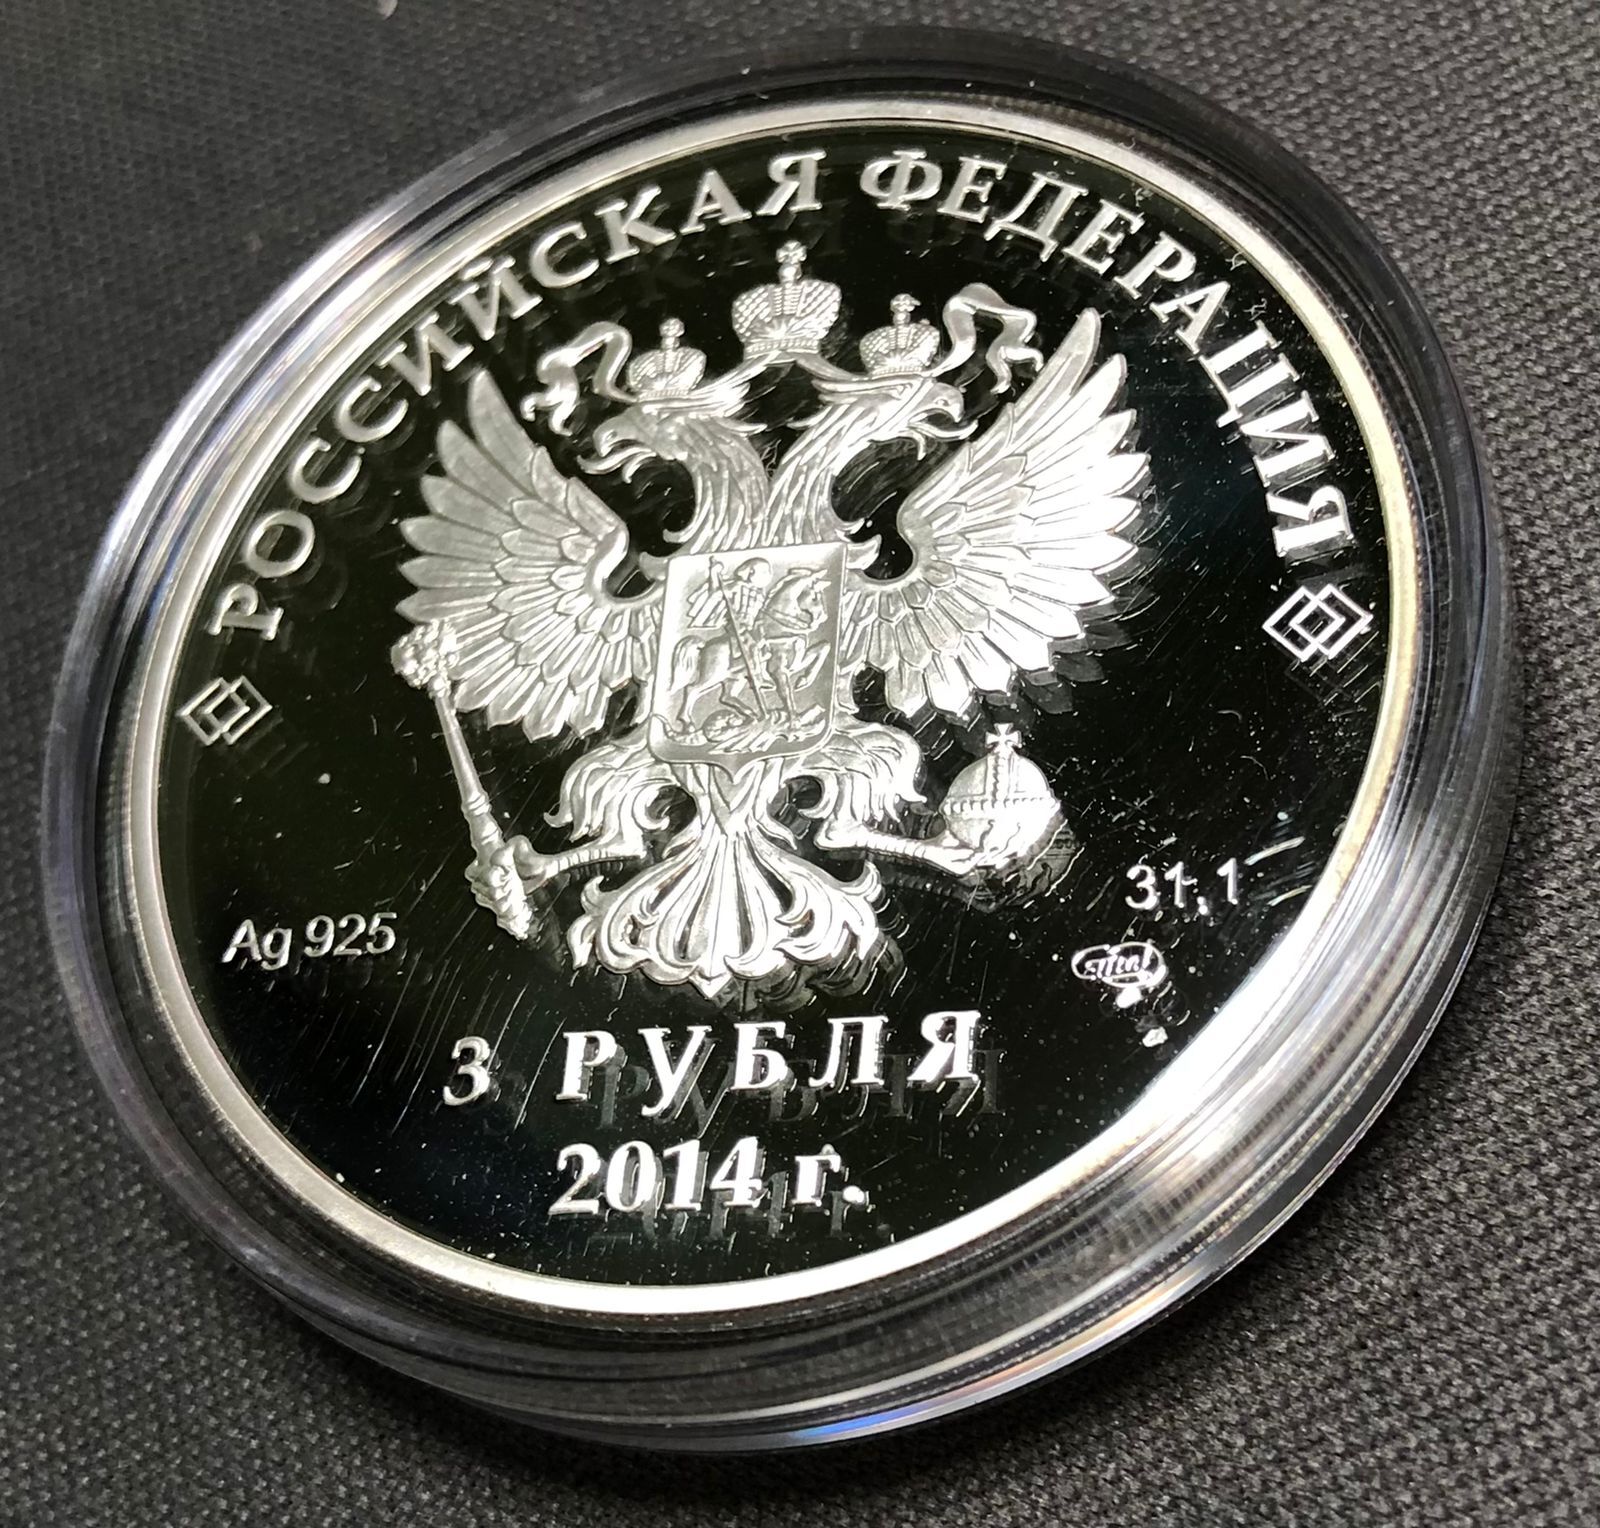 РОССИЙСКАЯ ФЕДЕРАЦИЯ
Ag 925
31,1
3 РУБЛЯ
2014 г.